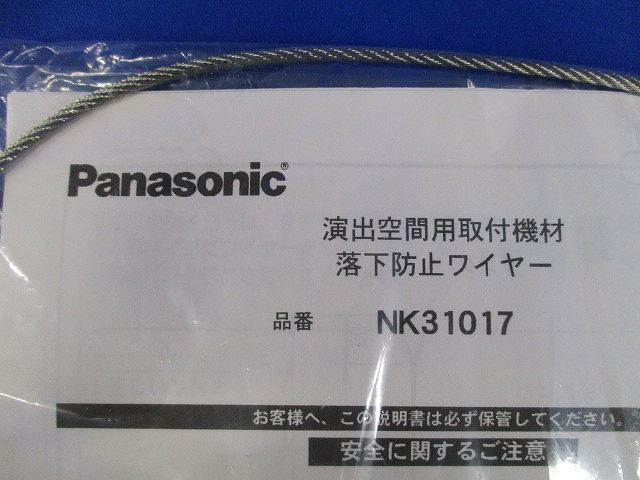 Panasonic®
演出空間用取付機材
落下防止ワイヤー
品番 NK31017
お客様へ、この説明書は必ず保管してください。
安全に関するご注意